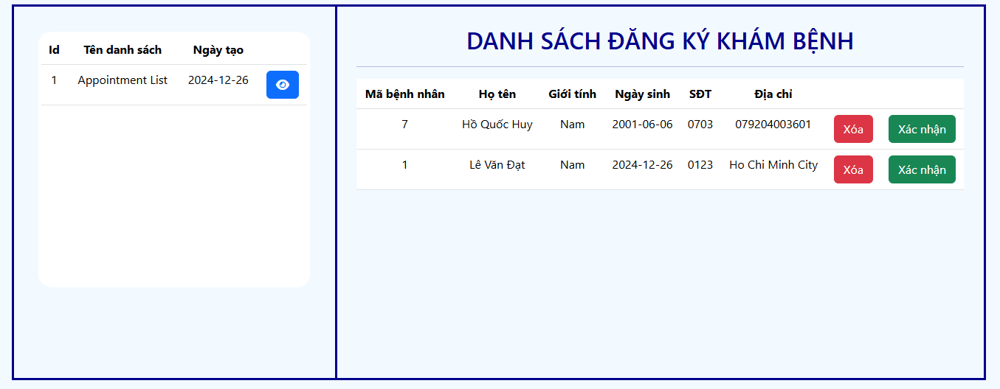 Id Tên danh sách Ngày tạo
1 Appointment List 2024-12-26
DANH SÁCH ĐĂNG KÝ KHÁM BỆNH
Mã bệnh nhân Họ tên Giới tính Ngày sinh SĐT Địa chỉ
7 Hồ Quốc Huy Nam 2001-06-06 0703 079204003601 Xóa Xác nhận
1 Lê Văn Đạt Nam 2024-12-26 0123 Ho Chi Minh City Xóa Xác nhận